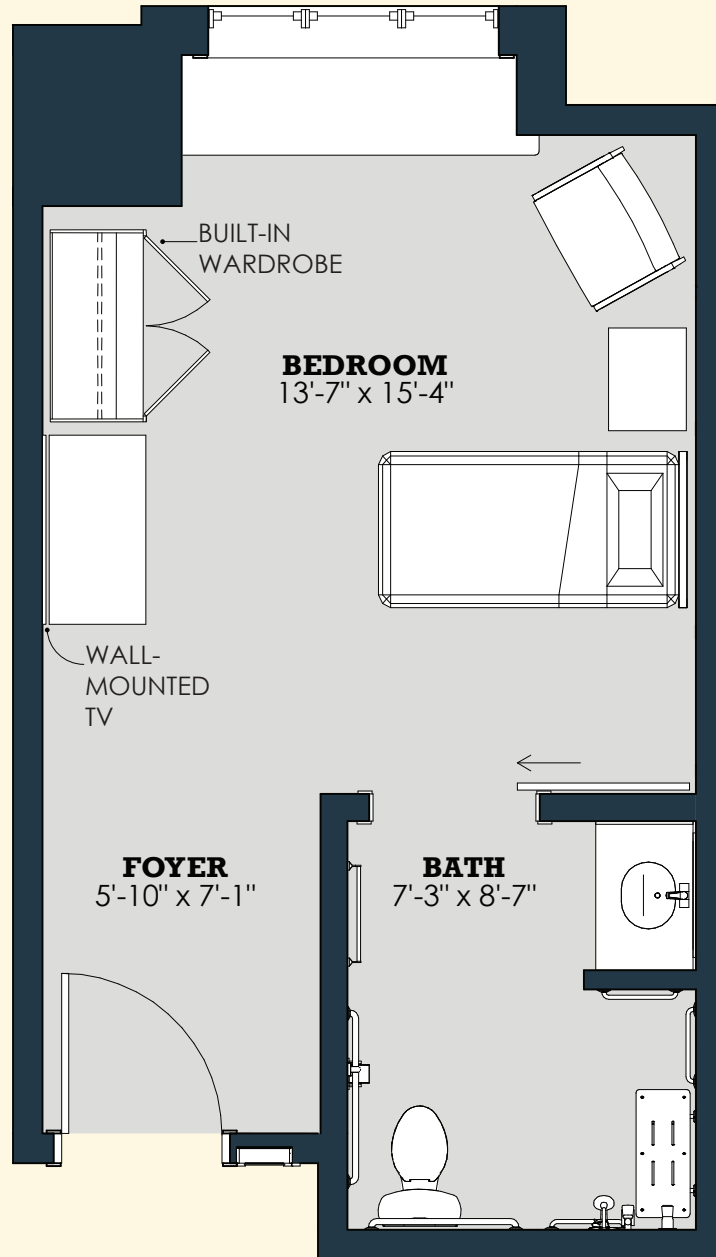 BUILT-IN
WARDROBE
BEDROOM
13'-7" x 15'-4"
WALL-
MOUNTED
TV
FOYER
5'-10" x 7'-1"
BATH
7'-3" x 8'-7"